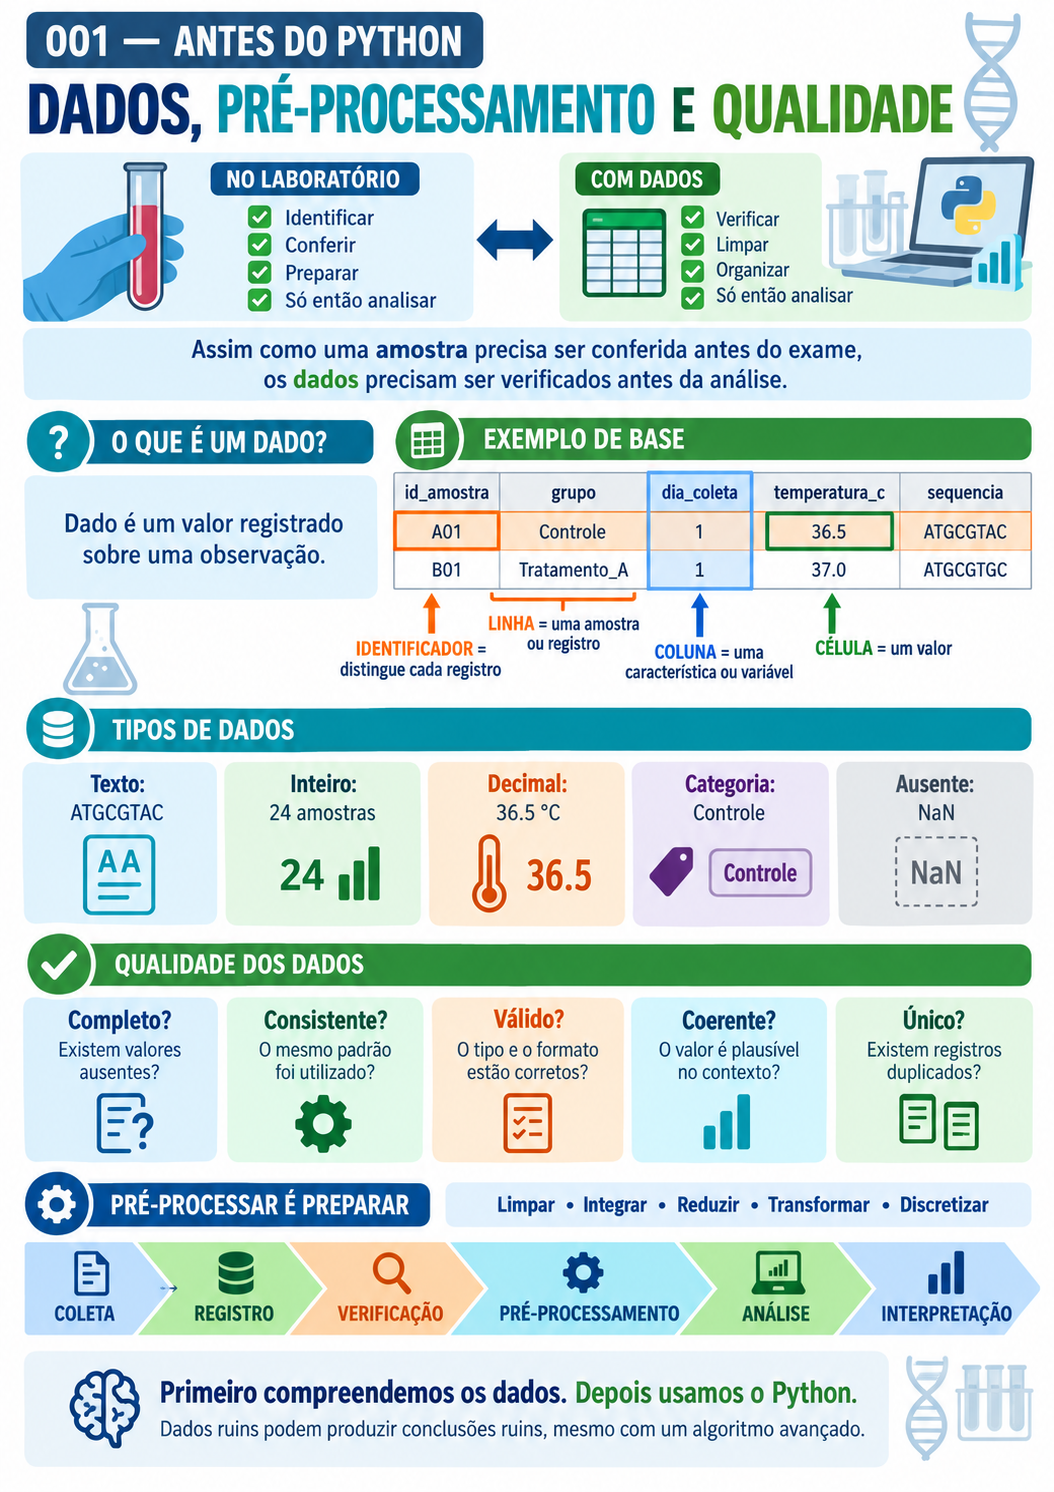 001 — ANTES DO PYTHON
DADOS, PRÉ-PROCESSAMENTO E QUALIDADE
NO LABORATÓRIO
Identificar
Conferir
Preparar
Só então analisar
COM DADOS
Verificar
Limpar
Organizar
Só então analisar
Assim como uma amostra precisa ser conferida antes do exame,
os dados precisam ser verificados antes da análise.
? O QUE É UM DADO?
Dado é um valor registrado
sobre uma observação.
EXEMPLO DE BASE
id_amostra grupo dia_coleta temperatura_c sequencia
A01 Controle 1 36.5 ATGCGTAC
B01 Tratamento_A 1 37.0 ATGCGTGC
IDENTIFICADOR =
distingue cada registro
LINHA = uma amostra
ou registro
COLUNA = uma
característica ou variável
CÉLULA = um valor
TIPOS DE DADOS
Texto:
ATGCGTAC
AA
Inteiro:
24 amostras
24
Decimal:
36.5 °C
36.5
Categoria:
Controle
Controle
Ausente:
NaN
NaN
QUALIDADE DOS DADOS
Completo?
Existem valores
ausentes?
?
Consistente?
O mesmo padrão
foi utilizado?
Válido?
O tipo e o formato
estão corretos?
Coerente?
O valor é plausível
no contexto?
Único?
Existem registros
duplicados?
PRÉ-PROCESSAR É PREPARAR
Limpar • Integrar • Reduzir • Transformar • Discretizar
COLETA
REGISTRO
VERIFICAÇÃO
PRÉ-PROCESSAMENTO
ANÁLISE
INTERPRETAÇÃO
Primeiro compreendemos os dados. Depois usamos o Python.
Dados ruins podem produzir conclusões ruins, mesmo com um algoritmo avançado.